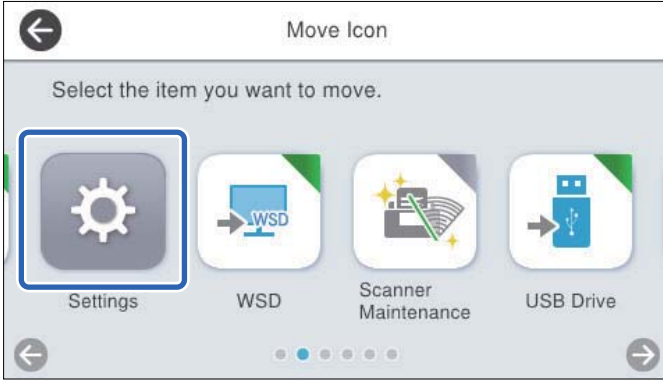 Move Icon
Select the item you want to move.
WSD
Settings
WSD
Scanner
Maintenance
USB Drive